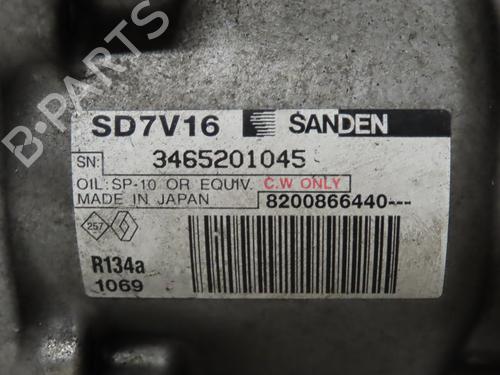 B-PARTS
SD7V16 SANDEN
SN: 3465201045
OIL: SP-10 OR EQUIV. C.W ONLY
MADE IN JAPAN 8200866440---
257
R134a
1069